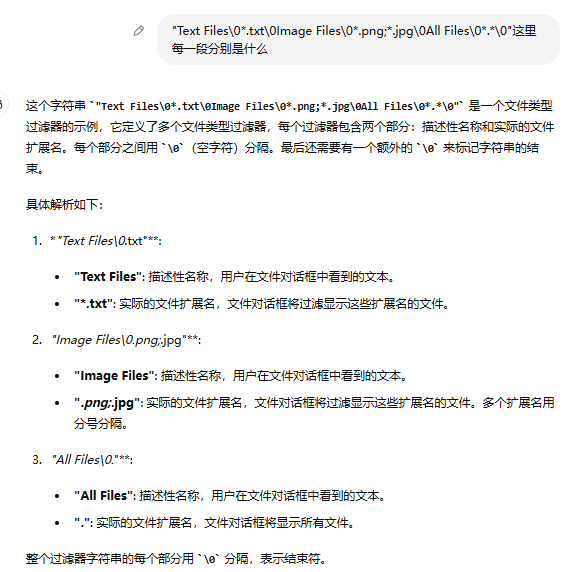 "Text Files\0*.txt\0Image Files\0*.png;*.jpg\0All Files\0*.*\0"这里
每一段分别是什么
这个字符串 `"Text Files\0*.txt\0Image Files\0*.png;*.jpg\0All Files\0*.*\0"` 是一个文件类型
过滤器的示例，它定义了多个文件类型过滤器，每个过滤器包含两个部分：描述性名称和实际的文件
扩展名。每个部分之间用 `\0`（空字符）分隔。最后还需要有一个额外的 `\0` 来标记字符串的结
束。
具体解析如下：
1. *"Text Files\0.txt"**:
• "Text Files": 描述性名称，用户在文件对话框中看到的文本。
• "*.txt": 实际的文件扩展名，文件对话框将过滤显示这些扩展名的文件。
2. "Image Files\0.png;.jpg"**:
• "Image Files": 描述性名称，用户在文件对话框中看到的文本。
• ".png;.jpg": 实际的文件扩展名，文件对话框将过滤显示这些扩展名的文件。多个扩展名用
分号分隔。
3. "All Files\0."**:
• "All Files": 描述性名称，用户在文件对话框中看到的文本。
• ".": 实际的文件扩展名，文件对话框将显示所有文件。
整个过滤器字符串的每个部分用 `\0` 分隔，表示结束符。